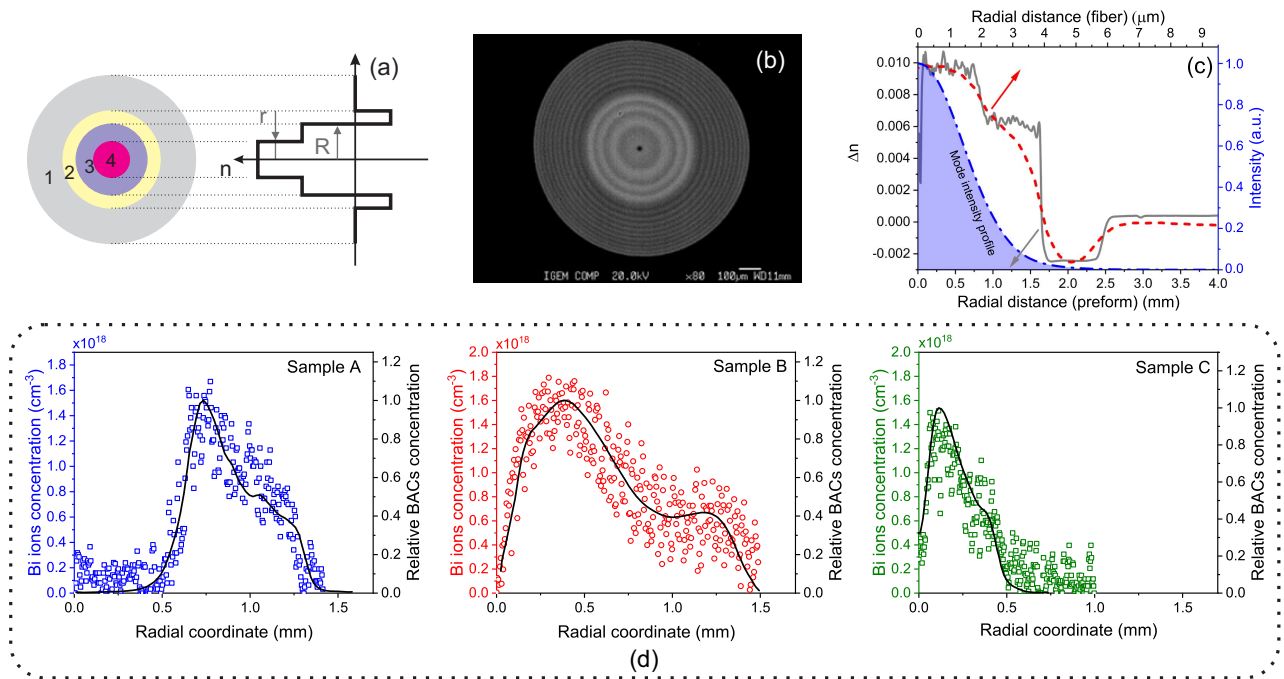 (a)
r
R
n
1
2
3
4
(b)
IGEM COMP 20.0kV ×80 100µm WD11mm
Radial distance (fiber) (µm)
0 1 2 3 4 5 6 7 8 9
(c)
0.010
0.008
0.006
0.004
0.002
0.000
-0.002
Δn
Mode intensity profile
1.0
0.8
0.6
0.4
0.2
0.0
Intensity (a.u.)
0.0 0.5 1.0 1.5 2.0 2.5 3.0 3.5 4.0
Radial distance (preform) (mm)
×10¹⁸
Sample A
1.8
1.6
1.4
1.2
1.0
0.8
0.6
0.4
0.2
0.0
Bi ions concentration (cm⁻³)
1.2
1.0
0.8
0.6
0.4
0.2
0.0
Relative BACs concentration
0.0 0.5 1.0 1.5
Radial coordinate (mm)
×10¹⁸
Sample B
2.0
1.8
1.6
1.4
1.2
1.0
0.8
0.6
0.4
0.2
0.0
Bi ions concentration (cm⁻³)
1.2
1.0
0.8
0.6
0.4
0.2
0.0
Relative BACs concentration
0.0 0.5 1.0 1.5
Radial coordinate (mm)
×10¹⁸
Sample C
2.0
1.8
1.6
1.4
1.2
1.0
0.8
0.6
0.4
0.2
0.0
Bi ions concentration (cm⁻³)
1.2
1.0
0.8
0.6
0.4
0.2
0.0
Relative BACs concentration
0.0 0.5 1.0 1.5
Radial coordinate (mm)
(d)